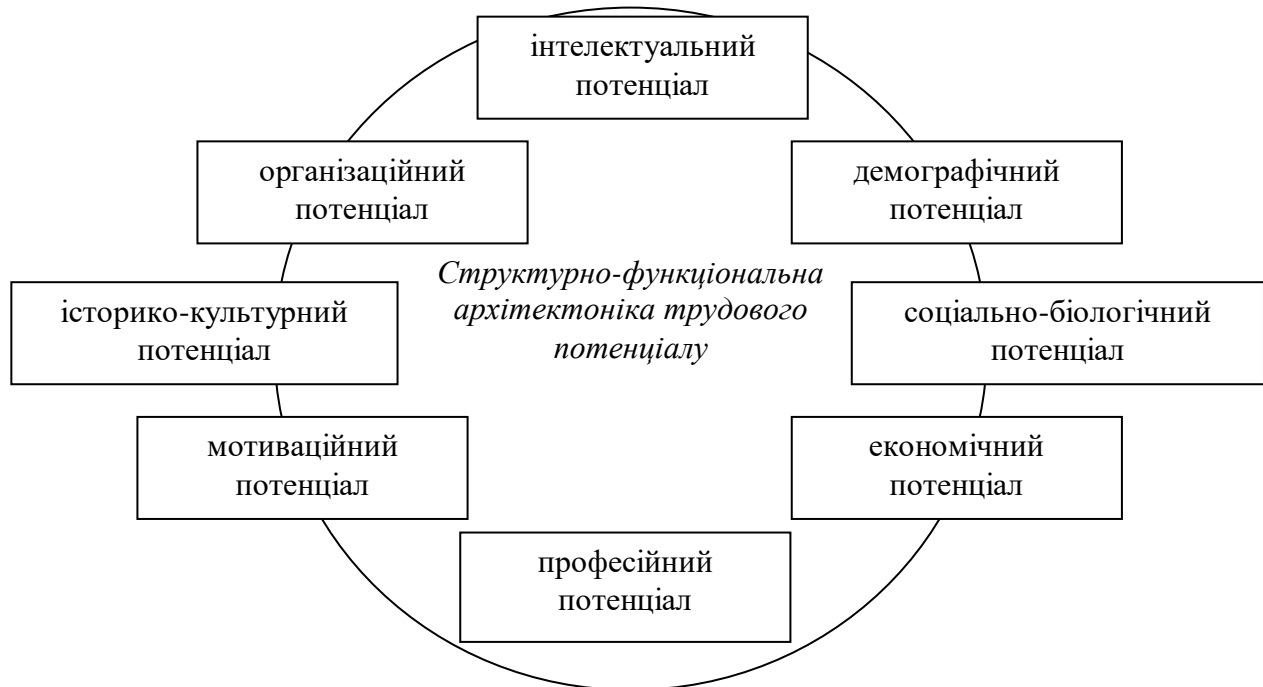 інтелектуальний
потенціал
організаційний
потенціал
демографічний
потенціал
Структурно-функціональна
архітектоніка трудового
потенціалу
історико-культурний
потенціал
соціально-біологічний
потенціал
мотиваційний
потенціал
економічний
потенціал
професійний
потенціал